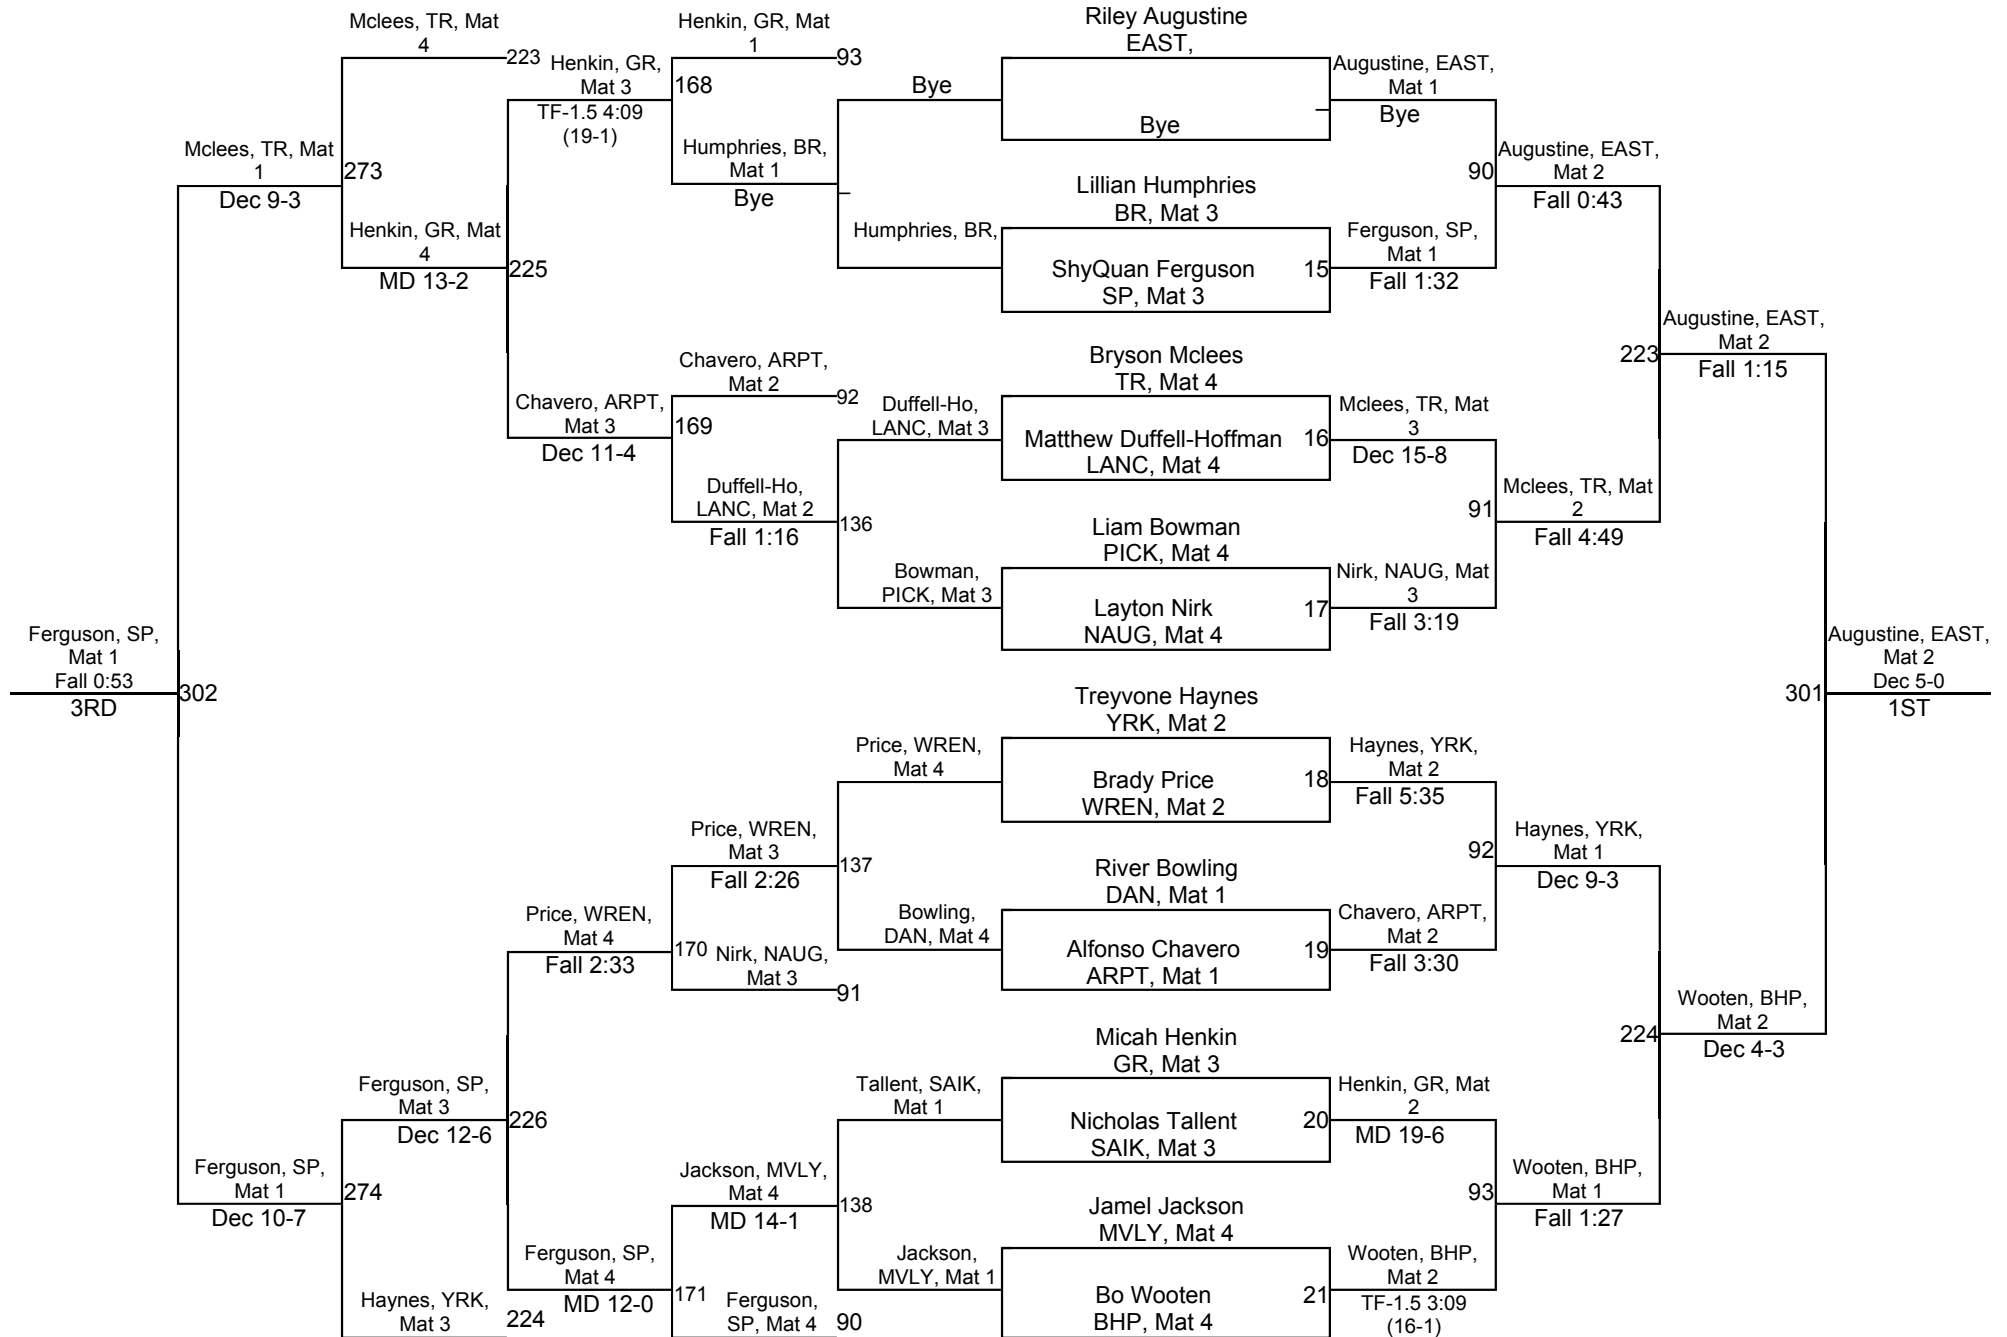 Mclees, TR, Mat
4
223
Henkin, GR, Mat
1
93
Riley Augustine
EAST,
Henkin, GR,
Mat 3
TF-1.5 4:09
(19-1)
168
Bye
Bye
Augustine, EAST,
Mat 1
Bye
Mclees, TR, Mat
1
Dec 9-3
273
Humphries, BR,
Mat 1
Bye
Lillian Humphries
BR, Mat 3
90
Augustine, EAST,
Mat 2
Fall 0:43
Henkin, GR, Mat
4
MD 13-2
225
Humphries, BR,
ShyQuan Ferguson
SP, Mat 3
15
Ferguson, SP,
Mat 1
Fall 1:32
Chavero, ARPT,
Mat 2
92
Bryson Mclees
TR, Mat 4
223
Augustine, EAST,
Mat 2
Fall 1:15
Chavero, ARPT,
Mat 3
Dec 11-4
169
Duffell-Ho,
LANC, Mat 3
Matthew Duffell-Hoffman
LANC, Mat 4
16
Mclees, TR, Mat
3
Dec 15-8
Duffell-Ho,
LANC, Mat 2
Fall 1:16
136
Liam Bowman
PICK, Mat 4
91
Mclees, TR, Mat
2
Fall 4:49
Bowman,
PICK, Mat 3
Layton Nirk
NAUG, Mat 4
17
Nirk, NAUG, Mat
3
Fall 3:19
Ferguson, SP,
Mat 1
Fall 0:53
3RD
302
Treyvone Haynes
YRK, Mat 2
301
Augustine, EAST,
Mat 2
Dec 5-0
1ST
Price, WREN,
Mat 4
Brady Price
WREN, Mat 2
18
Haynes, YRK,
Mat 2
Fall 5:35
Price, WREN,
Mat 3
Fall 2:26
137
River Bowling
DAN, Mat 1
92
Haynes, YRK,
Mat 1
Dec 9-3
Price, WREN,
Mat 4
Fall 2:33
170
Nirk, NAUG,
Mat 3
91
Bowling,
DAN, Mat 4
Alfonso Chavero
ARPT, Mat 1
19
Chavero, ARPT,
Mat 2
Fall 3:30
Micah Henkin
GR, Mat 3
224
Wooten, BHP,
Mat 2
Dec 4-3
Ferguson, SP,
Mat 3
Dec 12-6
226
Tallent, SAIK,
Mat 1
Nicholas Tallent
SAIK, Mat 3
20
Henkin, GR, Mat
2
MD 19-6
Ferguson, SP,
Mat 1
Dec 10-7
274
Jackson, MVLY,
Mat 4
MD 14-1
138
Jamel Jackson
MVLY, Mat 4
93
Wooten, BHP,
Mat 1
Fall 1:27
Haynes, YRK,
Mat 3
224
Ferguson, SP,
Mat 4
MD 12-0
171
Ferguson,
SP, Mat 4
90
Jackson,
MVLY, Mat 1
Bo Wooten
BHP, Mat 4
21
Wooten, BHP,
Mat 2
TF-1.5 3:09
(16-1)